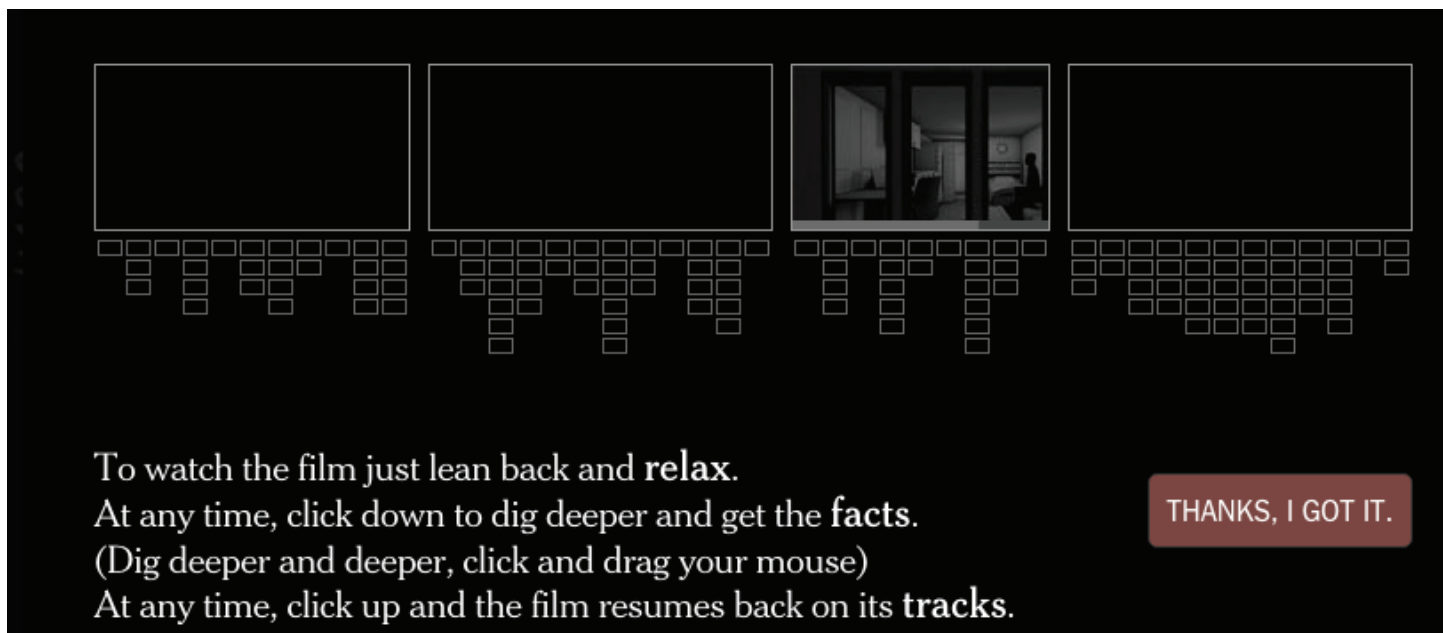 To watch the film just lean back and relax.
At any time, click down to dig deeper and get the facts.
(Dig deeper and deeper, click and drag your mouse)
At any time, click up and the film resumes back on its tracks.
THANKS, I GOT IT.